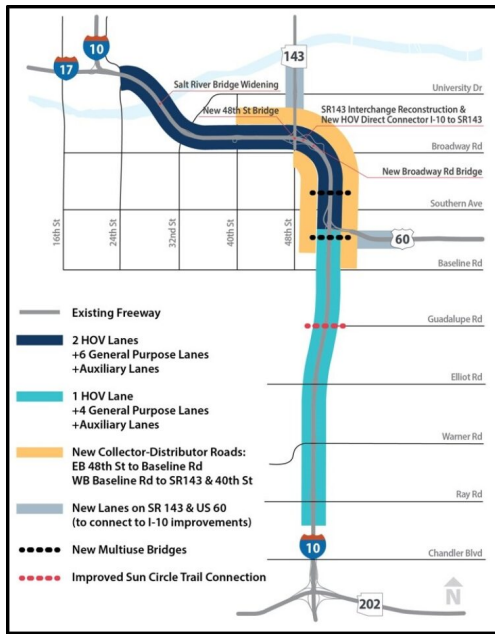 10
17
143
Salt River Bridge Widening
University Dr
New 48th St Bridge
SR143 Interchange Reconstruction &
New HOV Direct Connector I-10 to SR143
Broadway Rd
New Broadway Rd Bridge
Southern Ave
16th St
24th St
32nd St
40th St
48th St
60
Baseline Rd
Existing Freeway
Guadalupe Rd
2 HOV Lanes
+6 General Purpose Lanes
+Auxiliary Lanes
Elliot Rd
1 HOV Lane
+4 General Purpose Lanes
+Auxiliary Lanes
Warner Rd
New Collector-Distributor Roads:
EB 48th St to Baseline Rd
WB Baseline Rd to SR143 & 40th St
Ray Rd
New Lanes on SR 143 & US 60
(to connect to I-10 improvements)
10
New Multiuse Bridges
Chandler Blvd
Improved Sun Circle Trail Connection
202
N